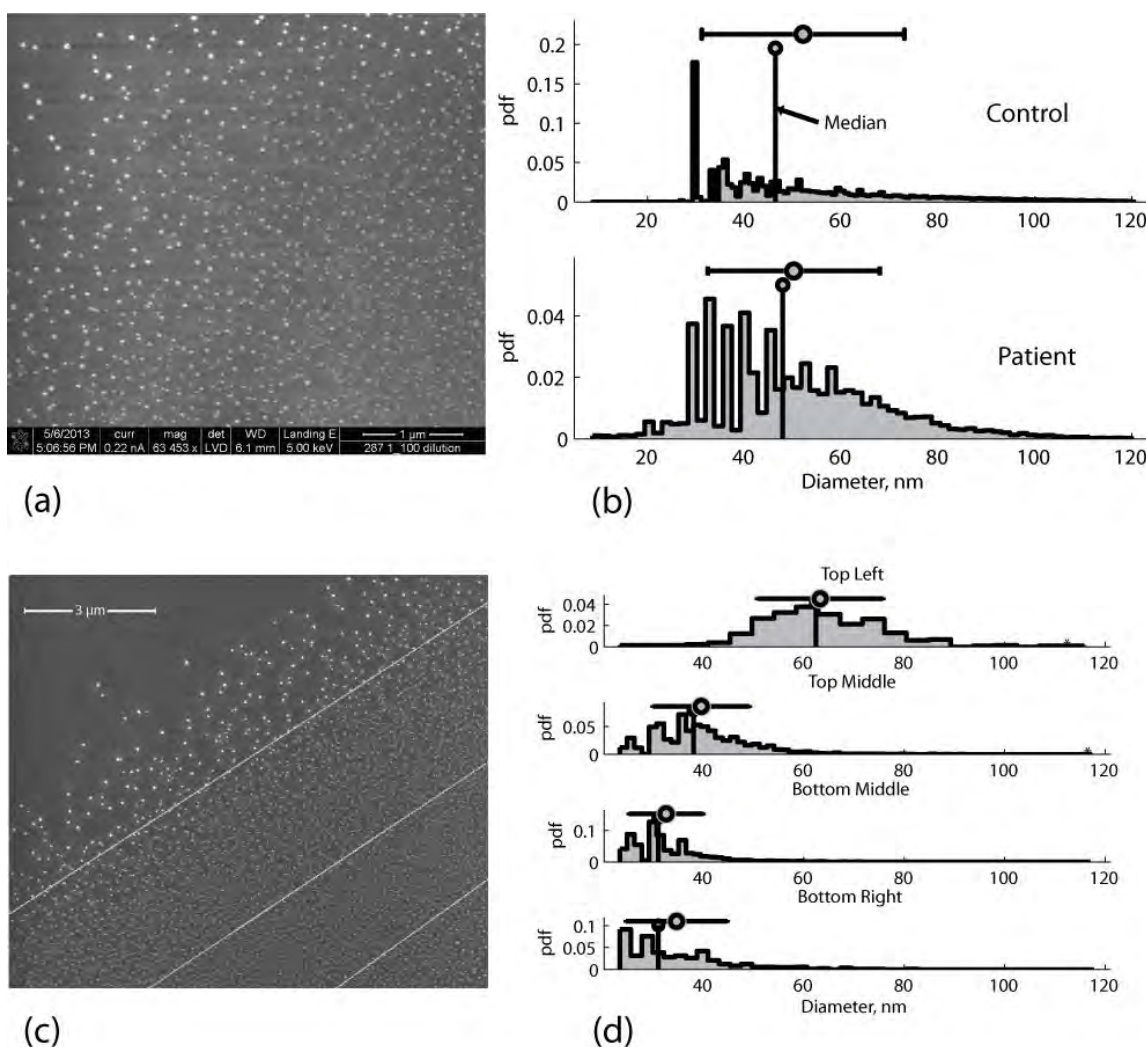 5/6/2013 curr mag det WD Landing E 1 µm
5:06:56 PM 0.22 nA 63 453 x LVD 6.1 mm 5.00 keV 267 1_100 dilution
(a)
0.2
0.15
0.1
0.05
0
pdf
Median
Control
20 40 60 80 100 120
0.04
0.02
0
pdf
Patient
20 40 60 80 100 120
Diameter, nm
(b)
3 µm
(c)
Top Left
0.04
0.02
0
pdf
40 60 80 100 120
Top Middle
0.05
0
pdf
40 60 80 100 120
Bottom Middle
0.1
0
pdf
40 60 80 100 120
Bottom Right
0.1
0.05
0
pdf
40 60 80 100 120
Diameter, nm
(d)